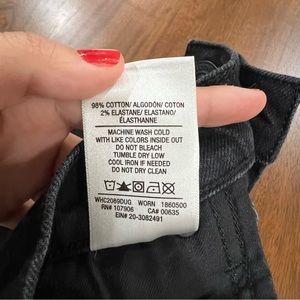 98% COTTON/ ALGODÓN/ COTON
2% ELASTANE/ ELASTANO/
ÉLASTHANNE
MACHINE WASH COLD
WITH LIKE COLORS INSIDE OUT
DO NOT BLEACH
TUMBLE DRY LOW
COOL IRON IF NEEDED
DO NOT DRY CLEAN
WHC2089DUG WORN 1860500
RN# 107906 CA# 00635
EIN# 20-3082491